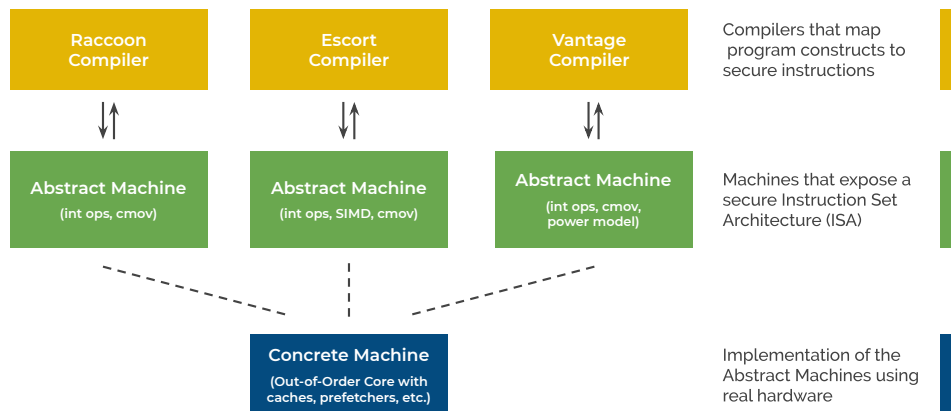 Raccoon
Compiler
Escort
Compiler
Vantage
Compiler
Compilers that map
program constructs to
secure instructions
Abstract Machine
(int ops, cmov)
Abstract Machine
(int ops, SIMD, cmov)
Abstract Machine
(int ops, cmov,
power model)
Machines that expose a
secure Instruction Set
Architecture (ISA)
Concrete Machine
(Out-of-Order Core with
caches, prefetchers, etc.)
Implementation of the
Abstract Machines using
real hardware